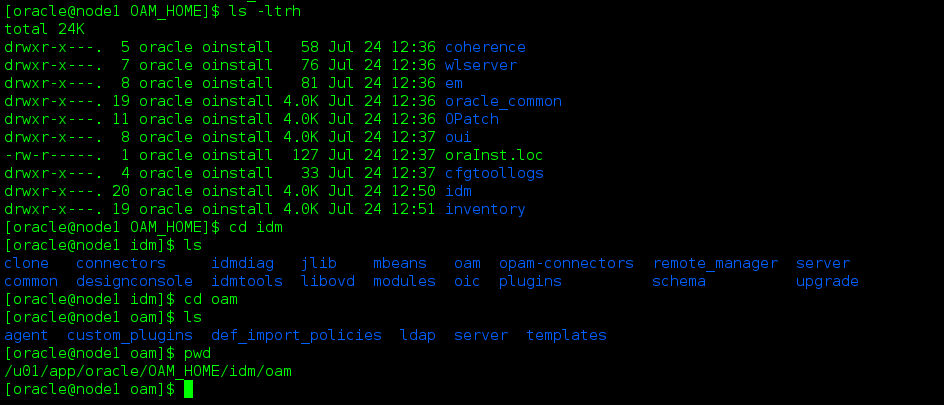 [oracle@node1 OAM_HOME]$ ls -ltrh
total 24K
drwxr-x---.  5 oracle oinstall   58 Jul 24 12:36 coherence
drwxr-x---.  7 oracle oinstall   76 Jul 24 12:36 wlserver
drwxr-x---.  8 oracle oinstall   81 Jul 24 12:36 em
drwxr-x---. 19 oracle oinstall 4.0K Jul 24 12:36 oracle_common
drwxr-x---. 11 oracle oinstall 4.0K Jul 24 12:36 OPatch
drwxr-x---.  8 oracle oinstall   67 Jul 24 12:37 oui
-rw-r-----.  1 oracle oinstall  127 Jul 24 12:37 oraInst.loc
drwxr-x---.  4 oracle oinstall   33 Jul 24 12:37 cfgtoollogs
drwxr-x---. 20 oracle oinstall 4.0K Jul 24 12:50 idm
drwxr-x---. 19 oracle oinstall 4.0K Jul 24 12:51 inventory
[oracle@node1 OAM_HOME]$ cd idm
[oracle@node1 idm]$ ls
clone   connectors     idmdiag   jlib    mbeans   oam  opam-connectors  remote_manager  server
common  designconsole  idmtools  libovd  modules  oic  plugins          schema          upgrade
[oracle@node1 idm]$ cd oam
[oracle@node1 oam]$ ls
agent  custom_plugins  def_import_policies  ldap  server  templates
[oracle@node1 oam]$ pwd
/u01/app/oracle/OAM_HOME/idm/oam
[oracle@node1 oam]$